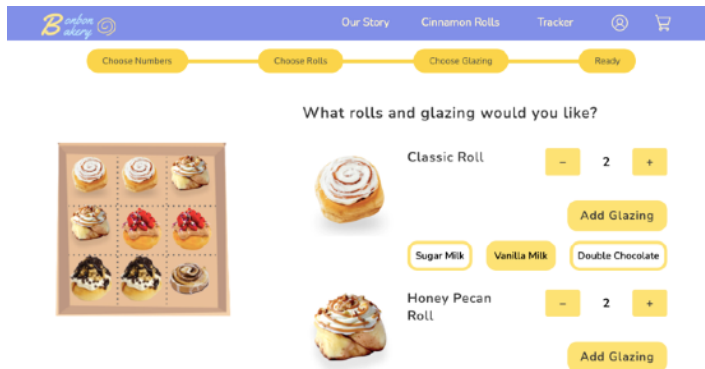 Bonbon
Bakery
Our Story
Cinnamon Rolls
Tracker
Choose Numbers
Choose Rolls
Choose Glazing
Ready
What rolls and glazing would you like?
Classic Roll
− 2 +
Add Glazing
Sugar Milk
Vanilla Milk
Double Chocolate
Honey Pecan
Roll
− 2 +
Add Glazing